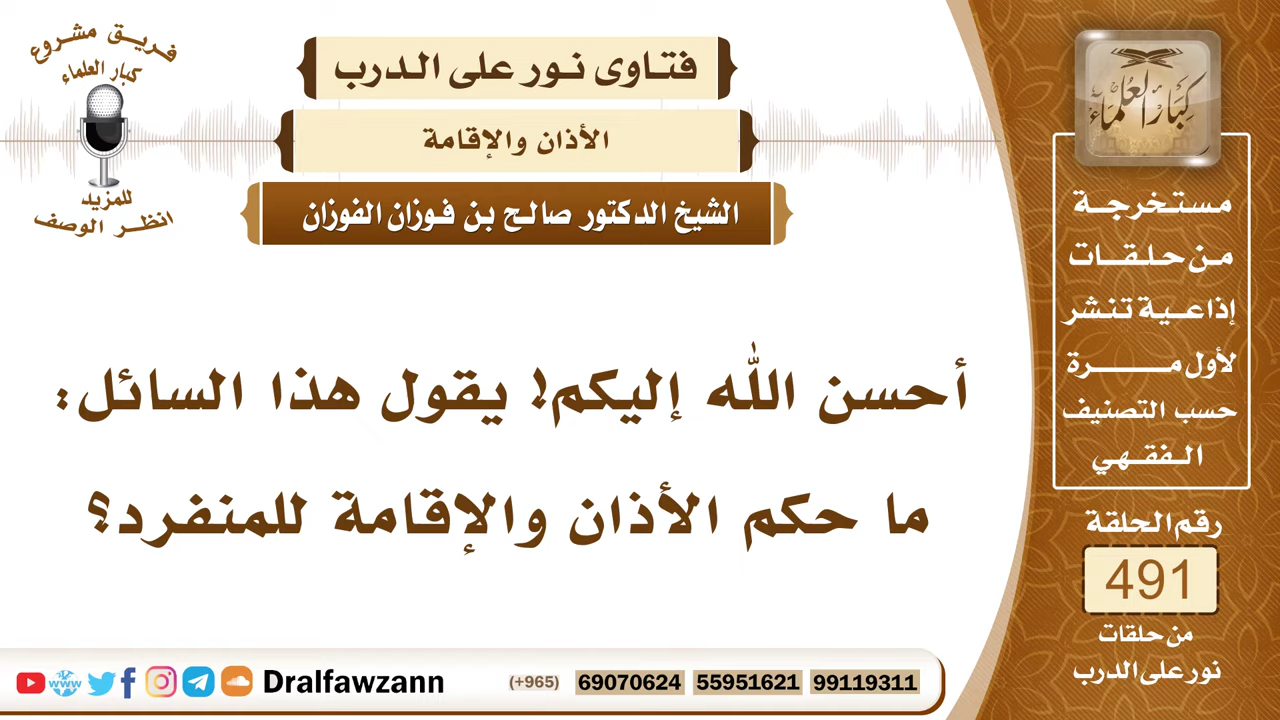 فريق مشروع
كبار العلماء
للمزيد
انظر الوصف
فتاوى نور على الدرب
الأذان والإقامة
الشيخ الدكتور صالح بن فوزان الفوزان
أحسن الله إليكم! يقول هذا السائل:
ما حكم الأذان والإقامة للمنفرد؟
كبار العلماء
مستخرجة
من حلقات
إذاعية تنشر
لأول مرة
حسب التصنيف
الفقهي
رقم الحلقة
491
من حلقات
نور على الدرب
www Dralfawzann (+965) 69070624 55951621 99119311